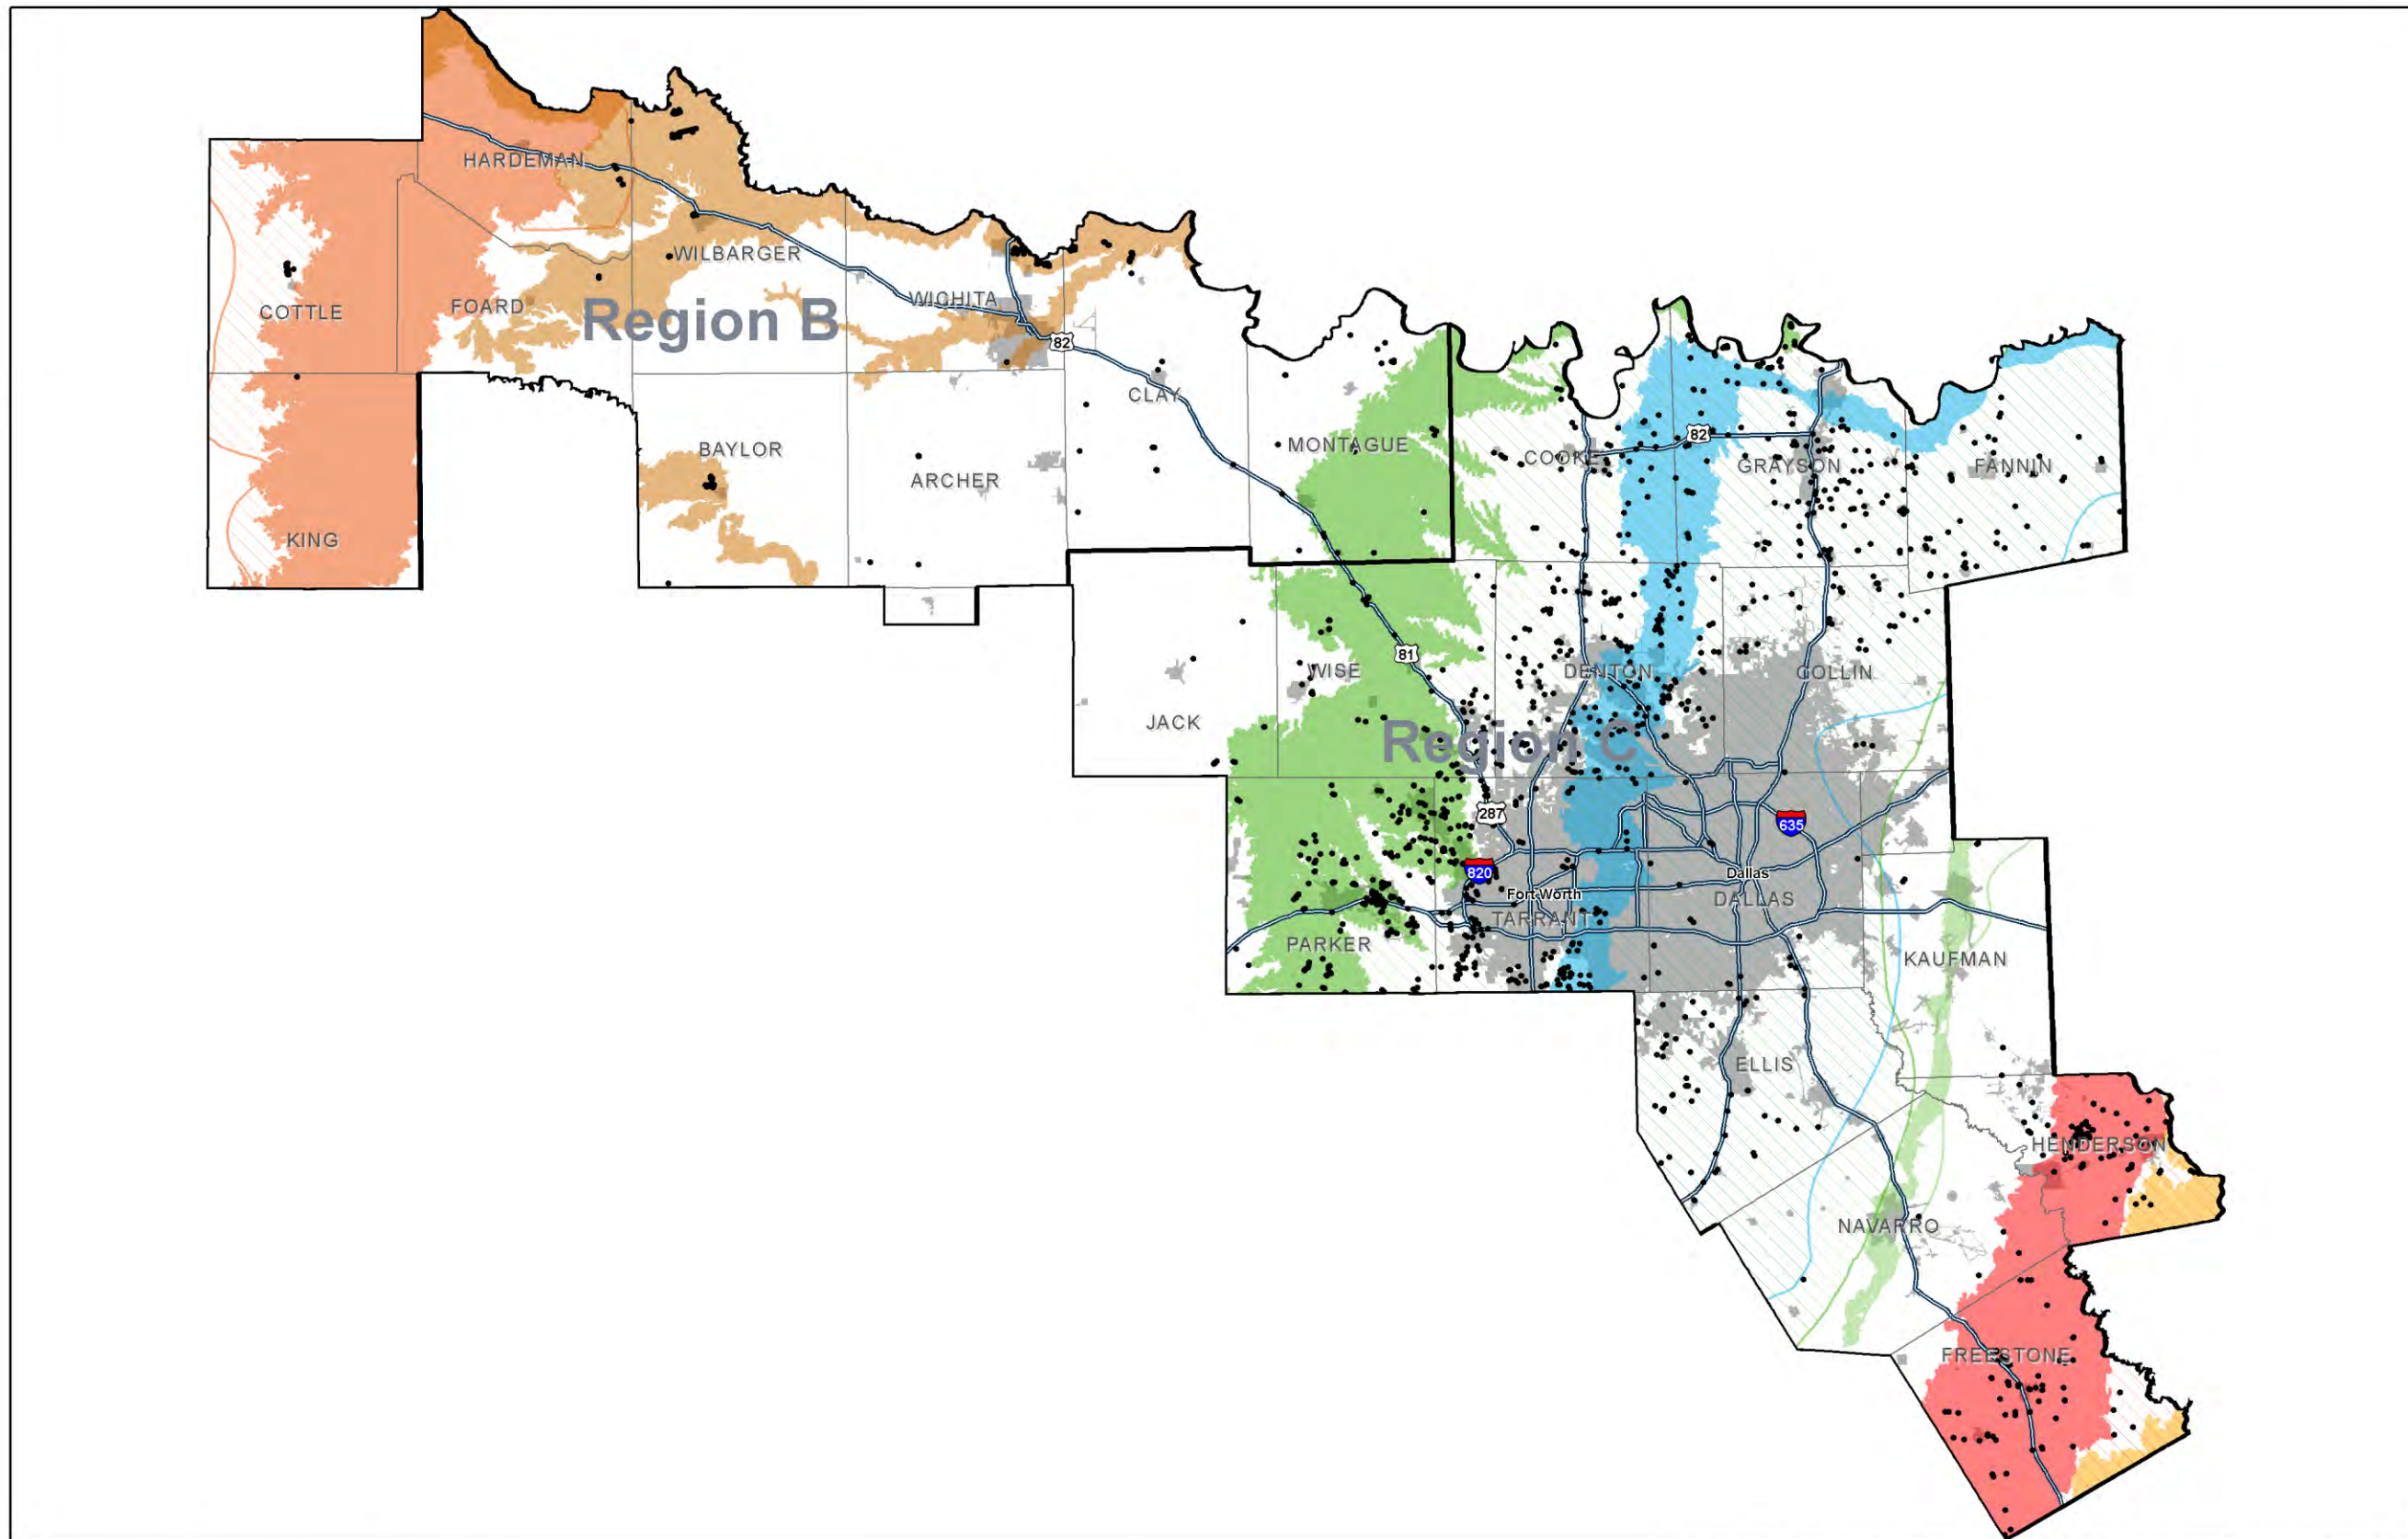 HARDEMAN
WILBARGER
COTTLE
FOARD
Region B
WICHITA
82
CLAY
KING
BAYLOR
ARCHER
MONTAGUE
COOKE
82
GRAYSON
FANNIN
JACK
WISE
81
DENTON
COLLIN
Region C
287
635
820
Fort Worth
Dallas
TARRANT
DALLAS
PARKER
KAUFMAN
ELLIS
HENDERSON
NAVARRO
FREESTONE